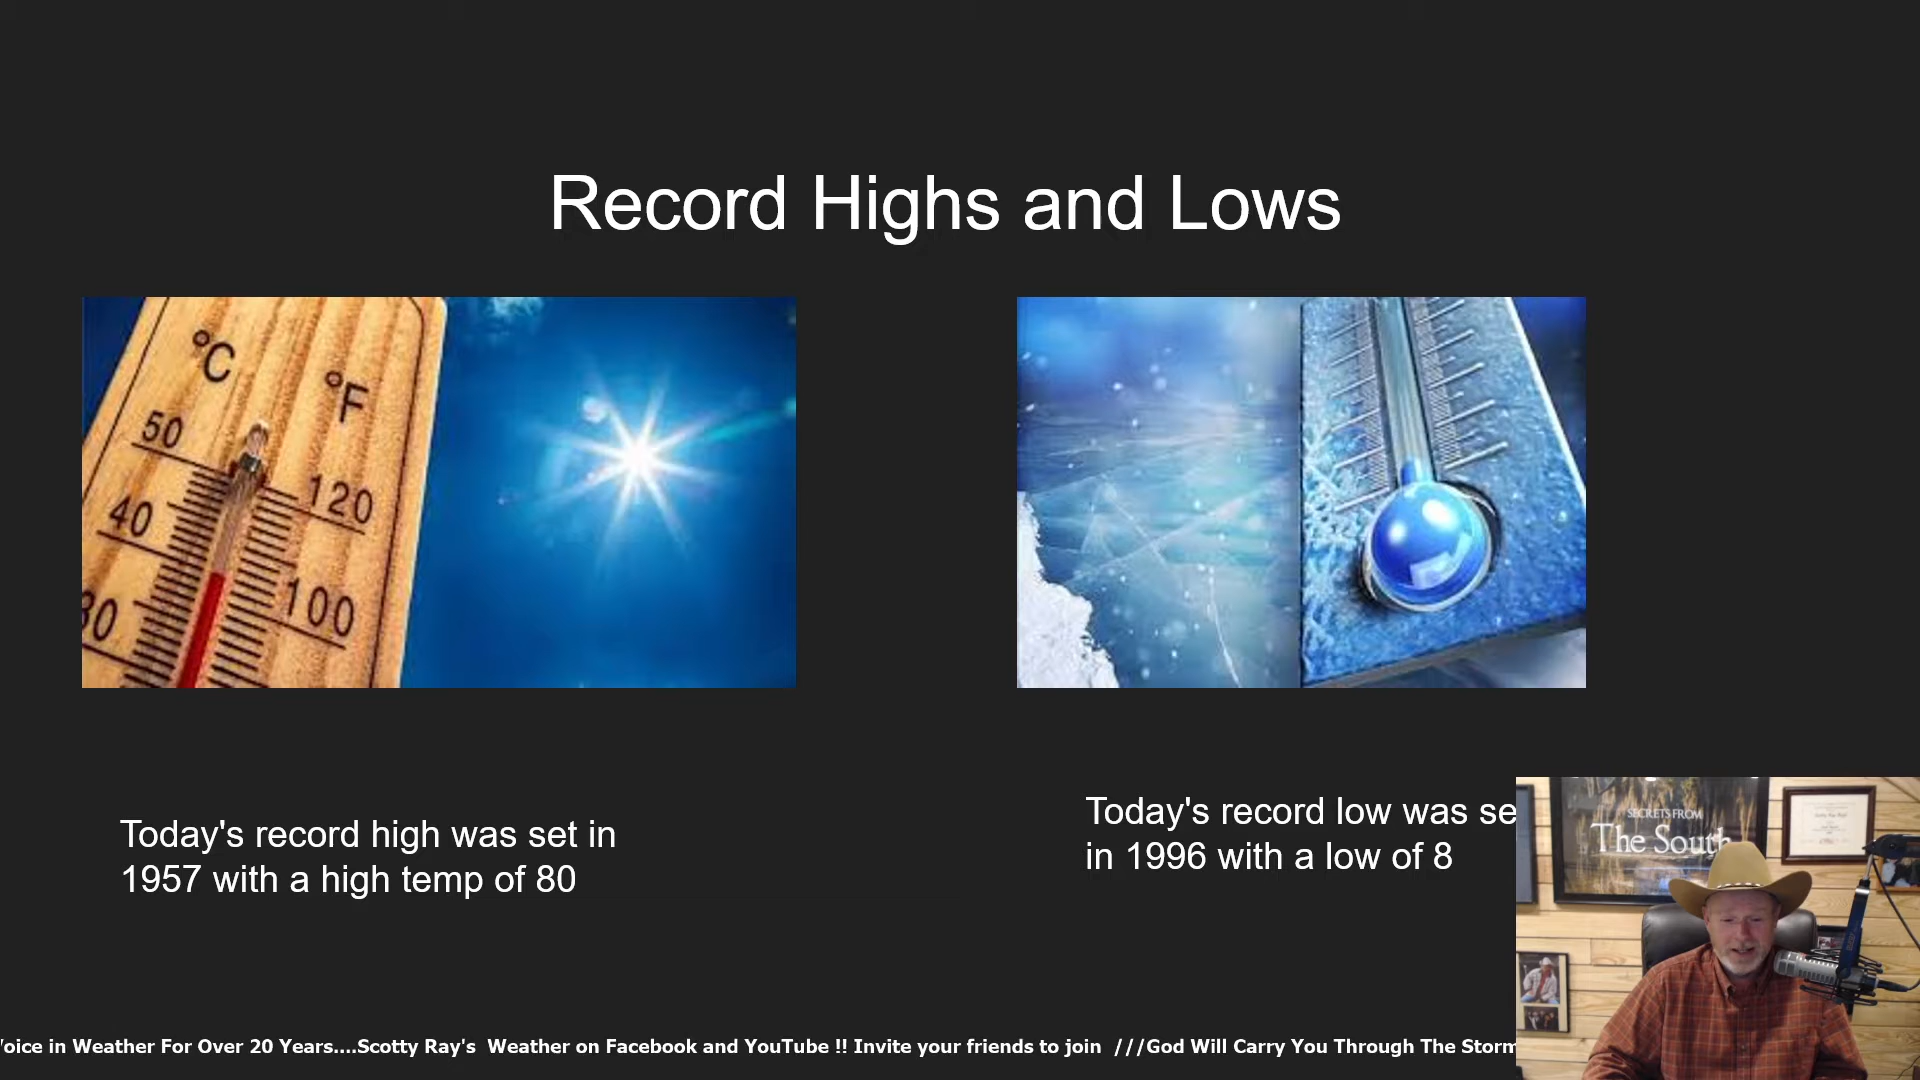 Record Highs and Lows
°C
°F
50
120
40
100
30
Today's record high was set in
1957 with a high temp of 80
Today's record low was se
in 1996 with a low of 8
SECRETS FROM
The South
oice in Weather For Over 20 Years....Scotty Ray's Weather on Facebook and YouTube !! Invite your friends to join ///God Will Carry You Through The Storm